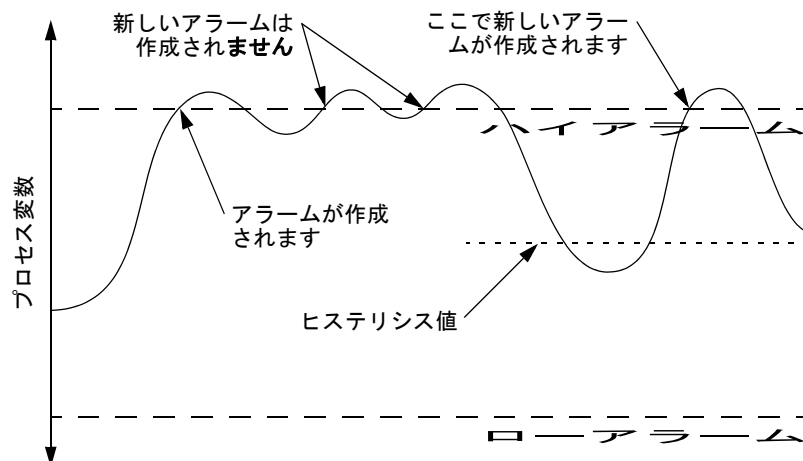 新しいアラームは
作成されません
ここで新しいアラー
ムが作成されます
ハイアラーム
アラームが作成
されます
プロセス変数
ヒステリシス値
ローアラーム